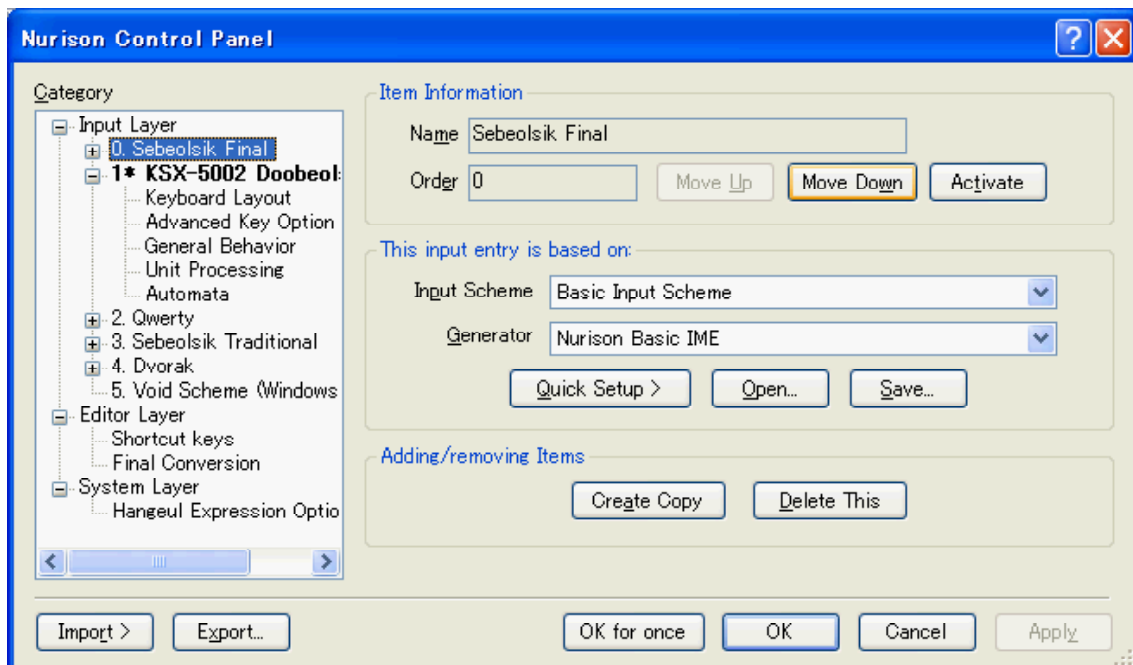 Nurison Control Panel
Category
Input Layer
0. Sebeolsik Final
1* KSX-5002 Doobeol
Keyboard Layout
Advanced Key Option
General Behavior
Unit Processing
Automata
2. Qwerty
3. Sebeolsik Traditional
4. Dvorak
5. Void Scheme (Windows
Editor Layer
Shortcut keys
Final Conversion
System Layer
Hangeul Expression Optio
Item Information
Name Sebeolsik Final
Order 0 Move Up Move Down Activate
This input entry is based on:
Input Scheme Basic Input Scheme
Generator Nurison Basic IME
Quick Setup > Open... Save...
Adding/removing Items
Create Copy Delete This
Import > Export... OK for once OK Cancel Apply